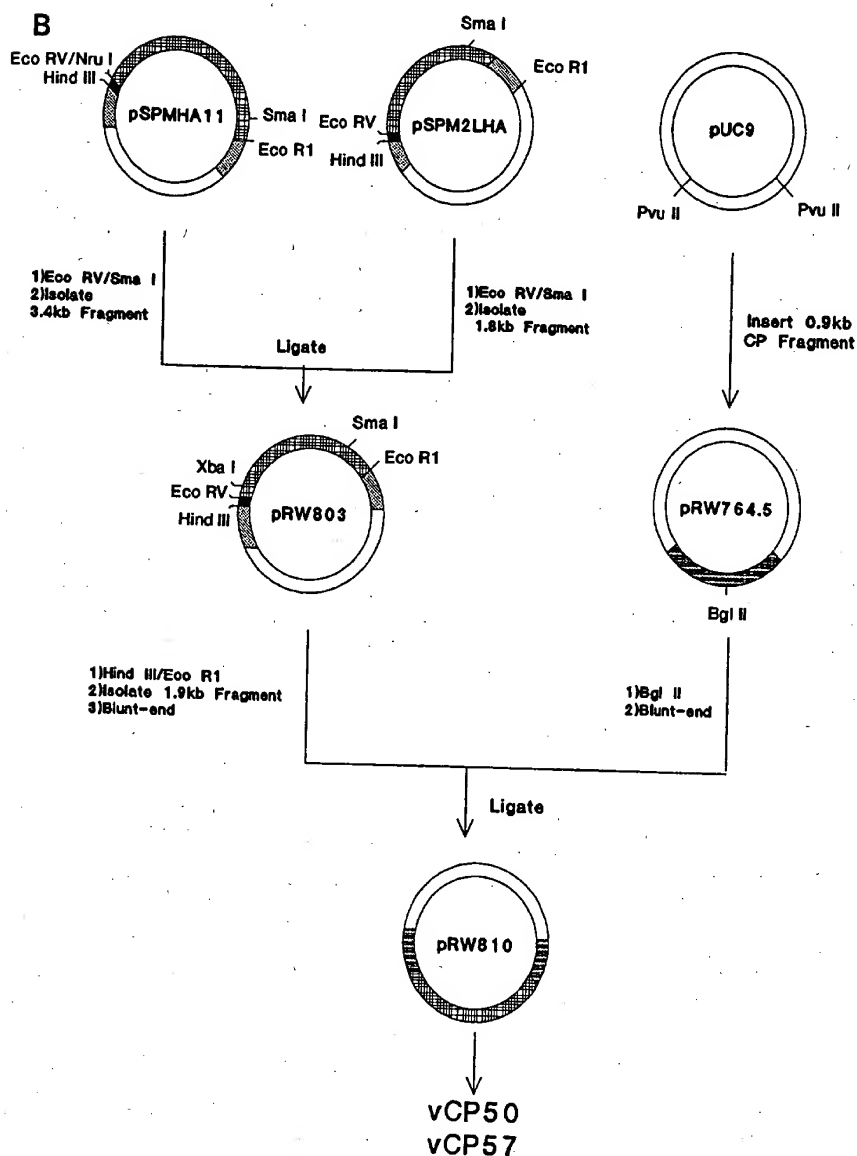 B
Eco RV/Nru I
Hind III
pSPMHA11
Sma I
Eco R1
Sma I
Eco R1
Eco RV
pSPM2LHA
Hind III
pUC9
Pvu II
Pvu II
1)Eco RV/Sma I
2)Isolate
3.4kb Fragment
1)Eco RV/Sma I
2)Isolate
1.8kb Fragment
Ligate
Insert 0.9kb
CP Fragment
Sma I
Eco R1
Xba I
Eco RV
Hind III
pRW803
pRW764.5
Bgl II
1)Hind III/Eco R1
2)Isolate 1.9kb Fragment
3)Blunt-end
1)Bgl II
2)Blunt-end
Ligate
pRW810
vCP50
vCP57